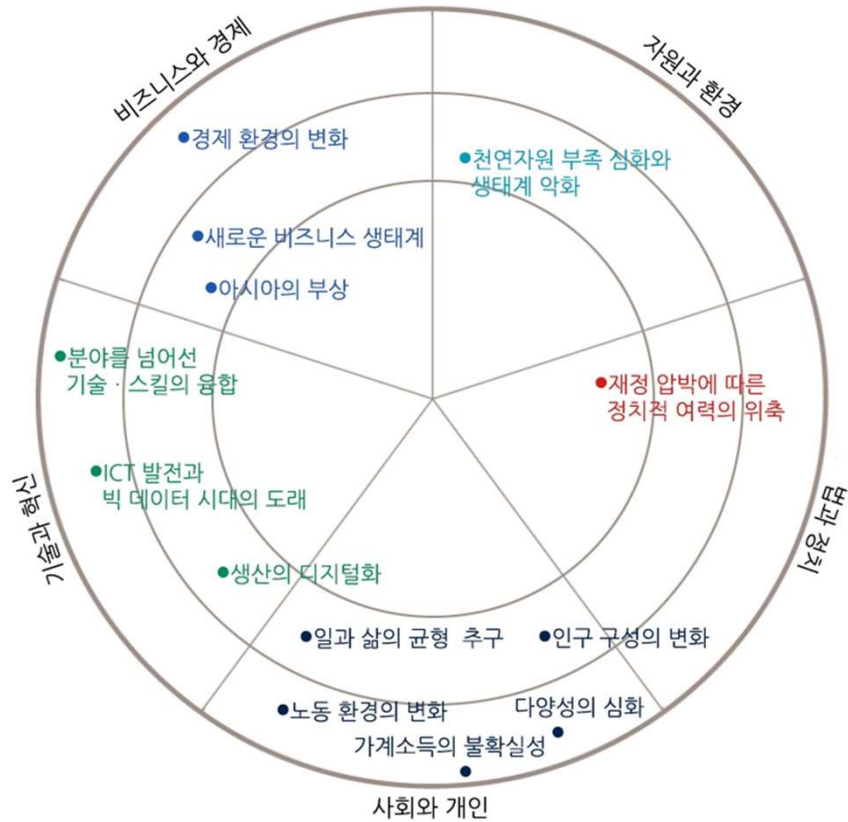 비즈니스와 경제
자원과 환경
경제 환경의 변화
천연자원 부족 심화와
생태계 악화
새로운 비즈니스 생태계
아시아의 부상
분야를 넘어선
기술 · 스킬의 융합
재정 압박에 따른
정치적 여력의 위축
ICT 발전과
빅 데이터 시대의 도래
기술과 혁신
법과 정치
생산의 디지털화
일과 삶의 균형 추구
인구 구성의 변화
노동 환경의 변화
다양성의 심화
가계소득의 불확실성
사회와 개인